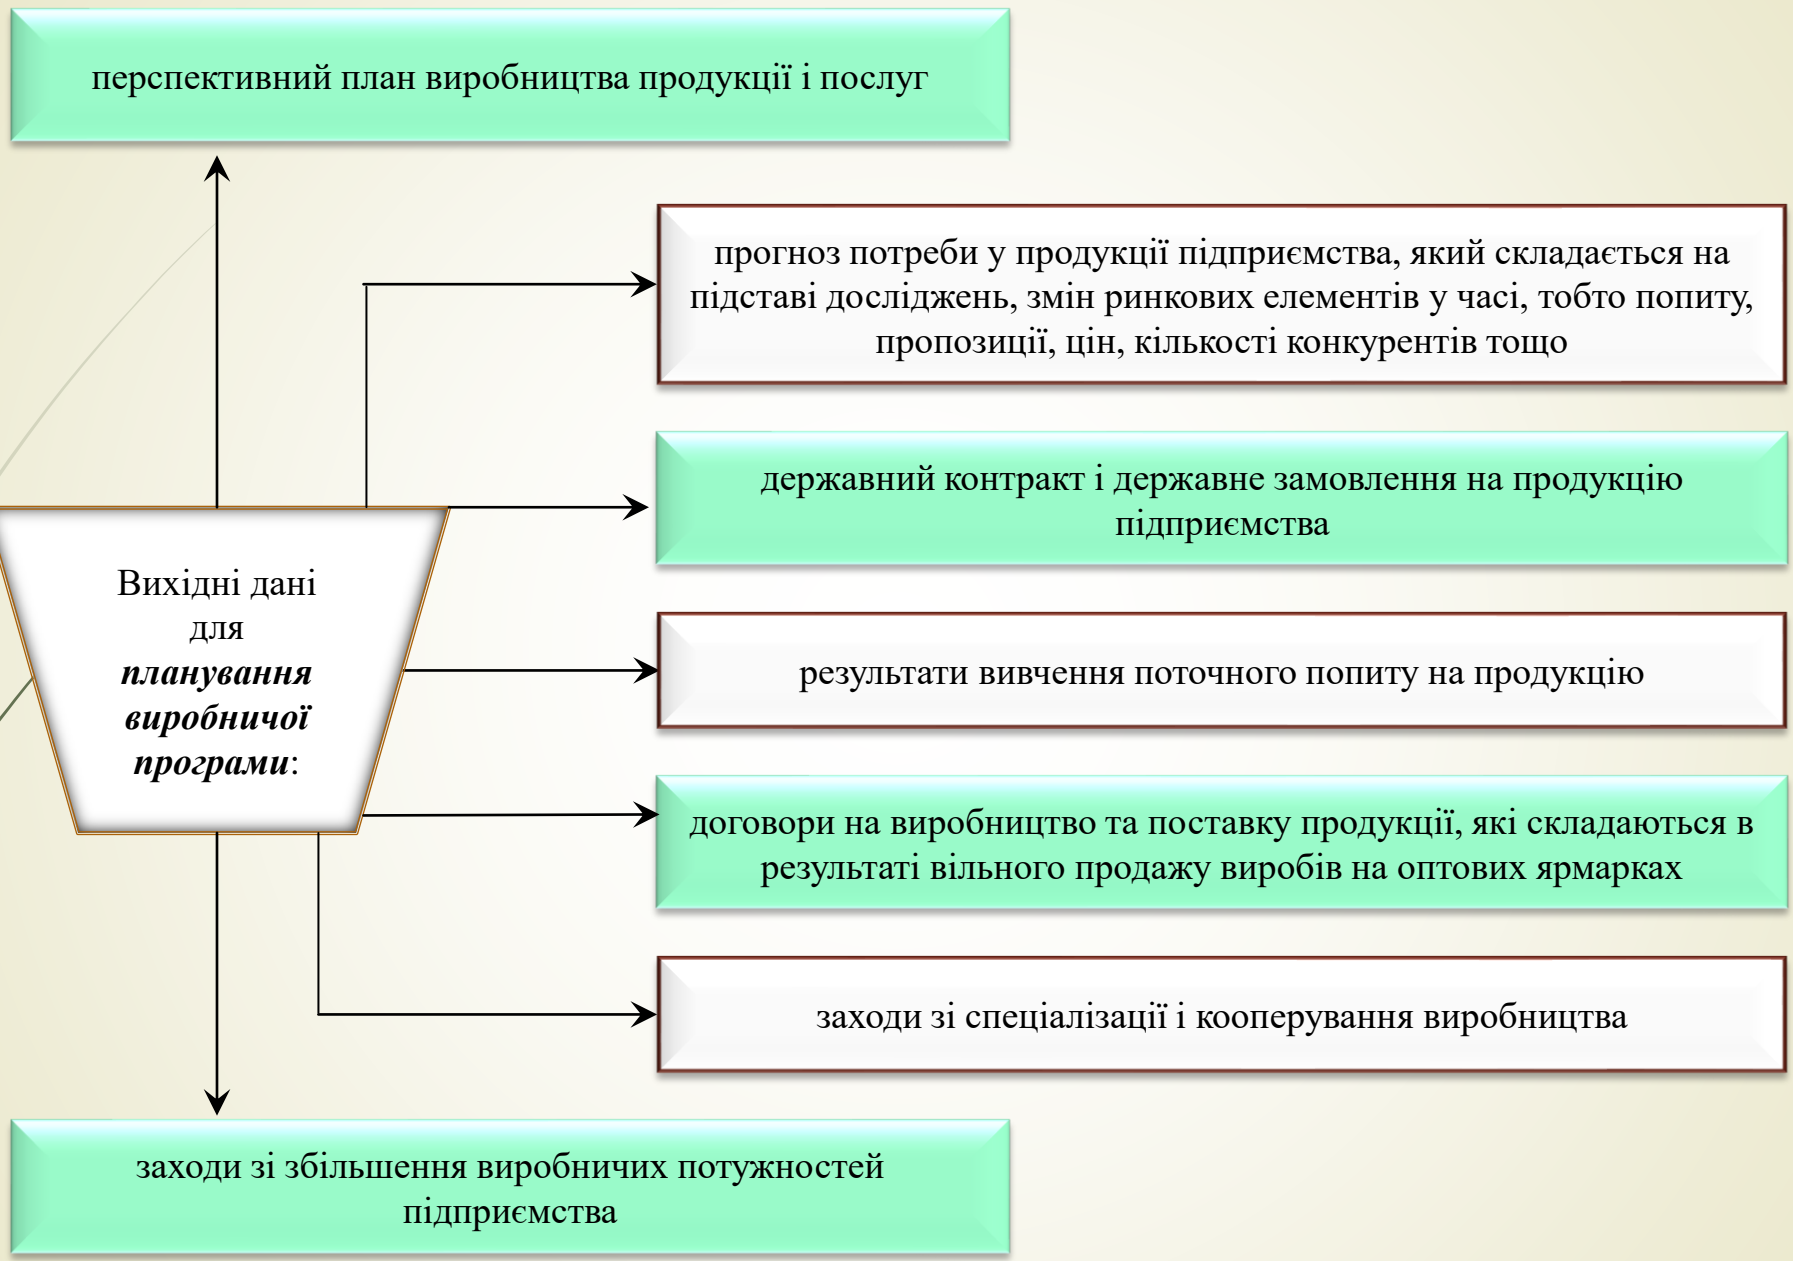 перспективний план виробництва продукції і послуг
прогноз потреби у продукції підприємства, який складається на
підставі досліджень, змін ринкових елементів у часі, тобто попиту,
пропозиції, цін, кількості конкурентів тощо
державний контракт і державне замовлення на продукцію
підприємства
Вихідні дані
для
планування
виробничої
програми:
результати вивчення поточного попиту на продукцію
договори на виробництво та поставку продукції, які складаються в
результаті вільного продажу виробів на оптових ярмарках
заходи зі спеціалізації і кооперування виробництва
заходи зі збільшення виробничих потужностей
підприємства